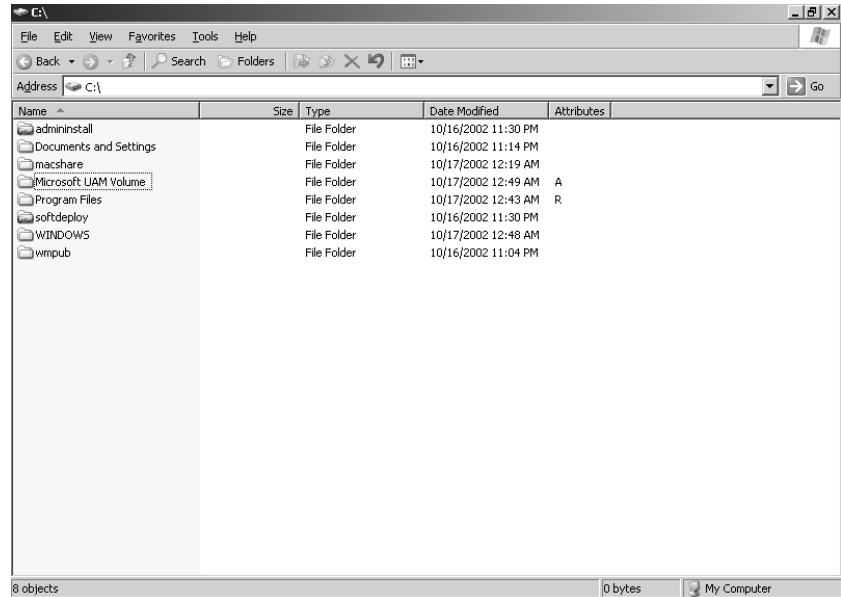 C:\
File Edit View Favorites Tools Help
Back Search Folders
Address C:\ Go
Name Size Type Date Modified Attributes
admininstall File Folder 10/16/2002 11:30 PM
Documents and Settings File Folder 10/16/2002 11:14 PM
macshare File Folder 10/17/2002 12:19 AM
Microsoft UAM Volume File Folder 10/17/2002 12:49 AM A
Program Files File Folder 10/17/2002 12:43 AM R
softdeploy File Folder 10/16/2002 11:30 PM
WINDOWS File Folder 10/17/2002 12:48 AM
wmpub File Folder 10/16/2002 11:04 PM
8 objects 0 bytes My Computer